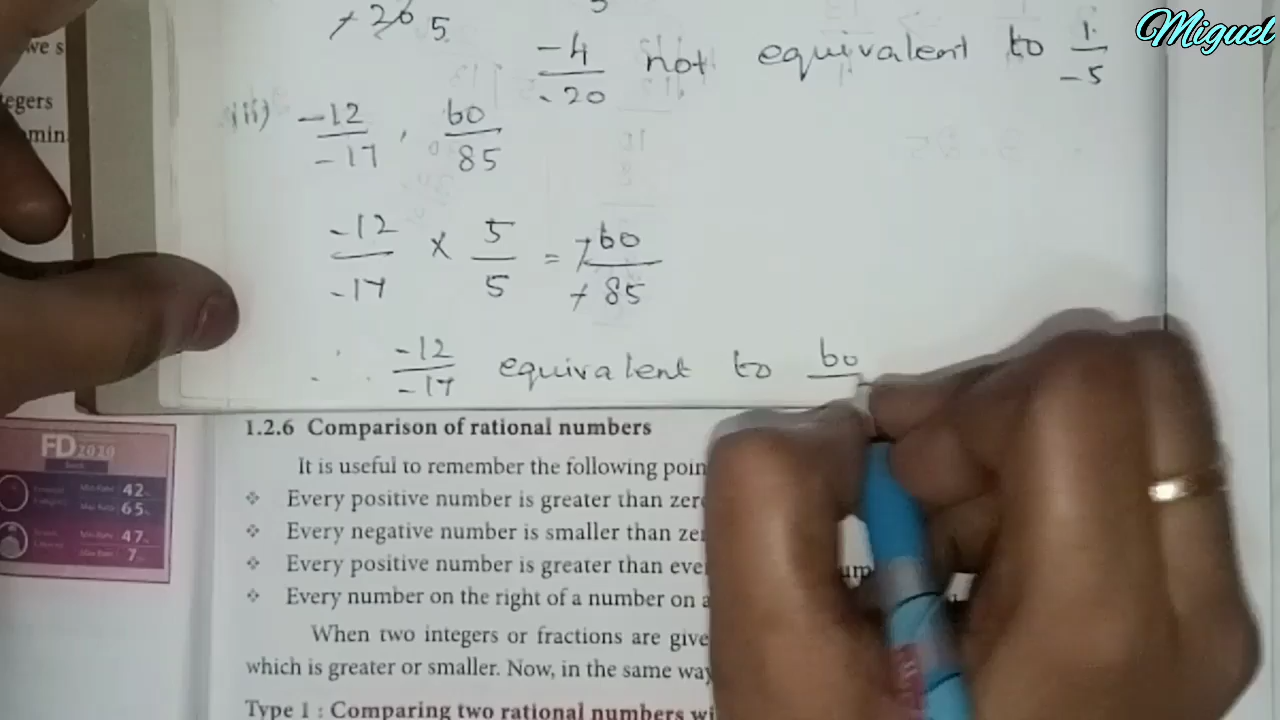 Miguel
we s
-4/-20 not equivalent to 1/-5
egers
(ii) -12/-17 , 60/85
-12/-17 × 5/5 = 60/85
∴ -12/-17 equivalent to 60
FD 2020
42
65
47
7
1.2.6 Comparison of rational numbers
It is useful to remember the following poin
❖ Every positive number is greater than zer
❖ Every negative number is smaller than ze
❖ Every positive number is greater than eve
❖ Every number on the right of a number on a
When two integers or fractions are give
which is greater or smaller. Now, in the same way
Type 1 : Comparing two rational numbers wi